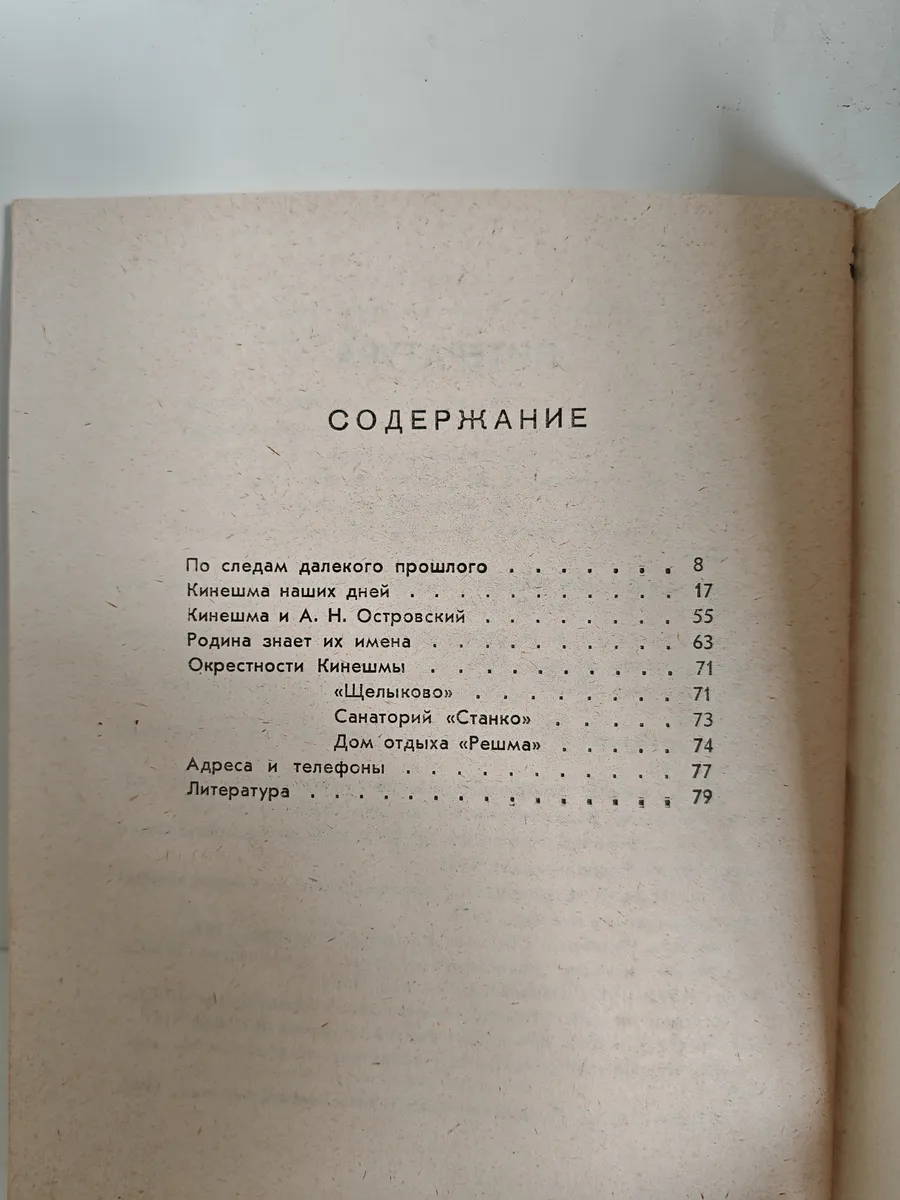 СОДЕРЖАНИЕ
По следам далекого прошлого . . . . . . . 8
Кинешма наших дней . . . . . . . . . . . 17
Кинешма и А. Н. Островский . . . . . . . . 55
Родина знает их имена . . . . . . . . . . 63
Окрестности Кинешмы . . . . . . . . . . 71
«Щелыково» . . . . . . . . 71
Санаторий «Станко» . . . . . 73
Дом отдыха «Решма» . . . . . 74
Адреса и телефоны . . . . . . . . . . . 77
Литература . . . . . . . . . . . . . . 79